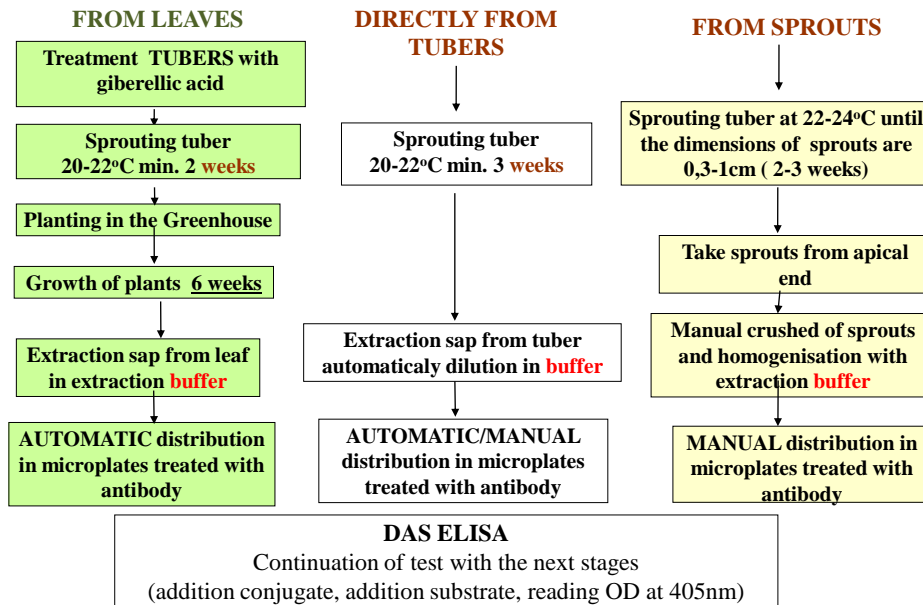 FROM LEAVES
Treatment TUBERS with
giberellic acid
Sprouting tuber
20-22ºC min. 2 weeks
Planting in the Greenhouse
Growth of plants 6 weeks
Extraction sap from leaf
in extraction buffer
AUTOMATIC distribution
in microplates treated with
antibody
DIRECTLY FROM
TUBERS
Sprouting tuber
20-22ºC min. 3 weeks
Extraction sap from tuber
automaticaly dilution in buffer
AUTOMATIC/MANUAL
distribution in microplates
treated with antibody
FROM SPROUTS
Sprouting tuber at 22-24ºC until
the dimensions of sprouts are
0,3-1cm ( 2-3 weeks)
Take sprouts from apical
end
Manual crushed of sprouts
and homogenisation with
extraction buffer
MANUAL distribution in
microplates treated with
antibody
DAS ELISA
Continuation of test with the next stages
(addition conjugate, addition substrate, reading OD at 405nm)